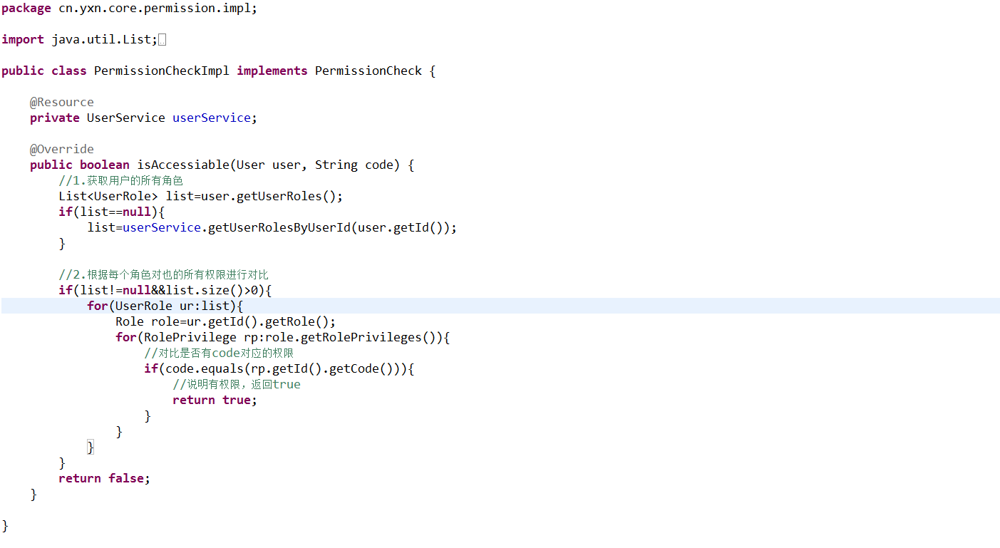 package cn.yxn.core.permission.impl;
import java.util.List;
public class PermissionCheckImpl implements PermissionCheck {
@Resource
private UserService userService;
@Override
public boolean isAccessiable(User user, String code) {
//1.获取用户的所有角色
List<UserRole> list=user.getUserRoles();
if(list==null){
list=userService.getUserRolesByUserId(user.getId());
}
//2.根据每个角色对也的所有权限进行对比
if(list!=null&&list.size()>0){
for(UserRole ur:list){
Role role=ur.getId().getRole();
for(RolePrivilege rp:role.getRolePrivileges()){
//对比是否有code对应的权限
if(code.equals(rp.getId().getCode())){
//说明有权限，返回true
return true;
}
}
}
}
return false;
}
}